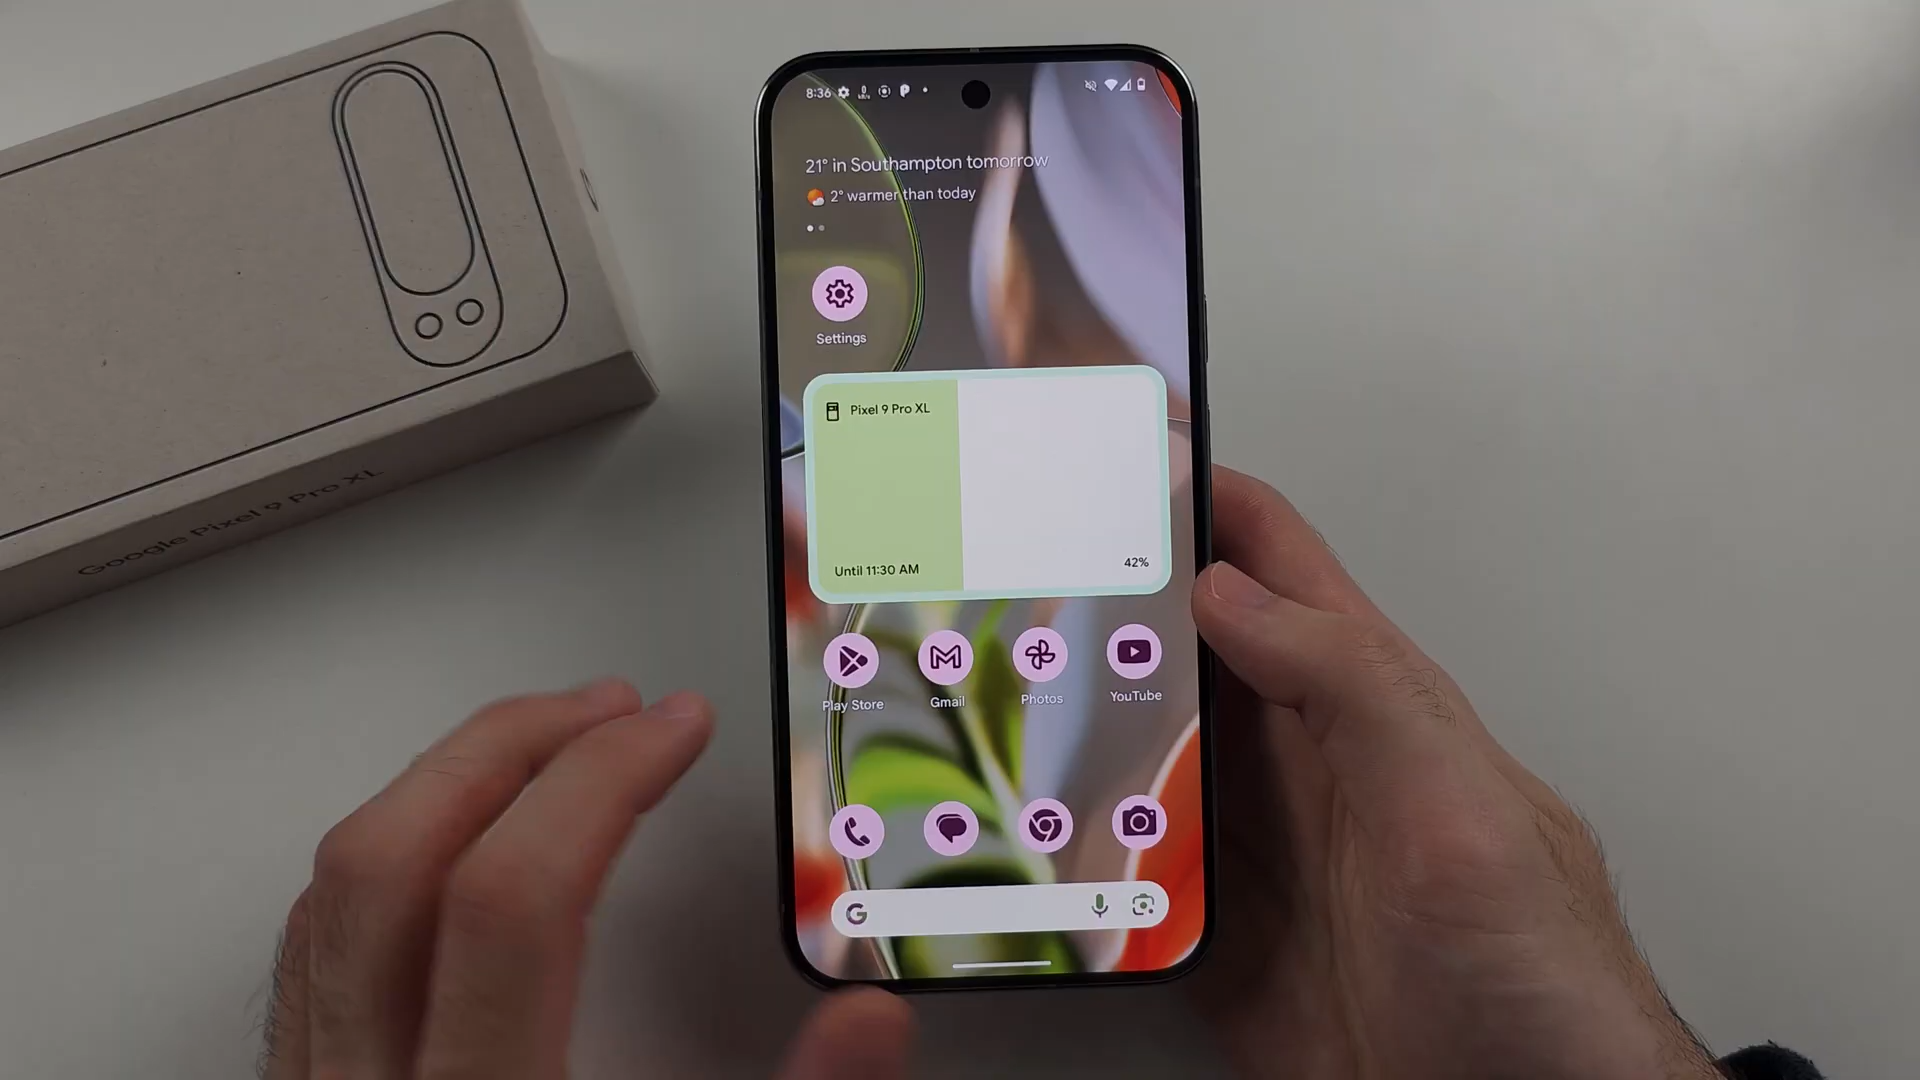 8:36
21° in Southampton tomorrow
2° warmer than today
Settings
Pixel 9 Pro XL
Until 11:30 AM
42%
Play Store
Gmail
Photos
YouTube
Google Pixel 9 Pro XL